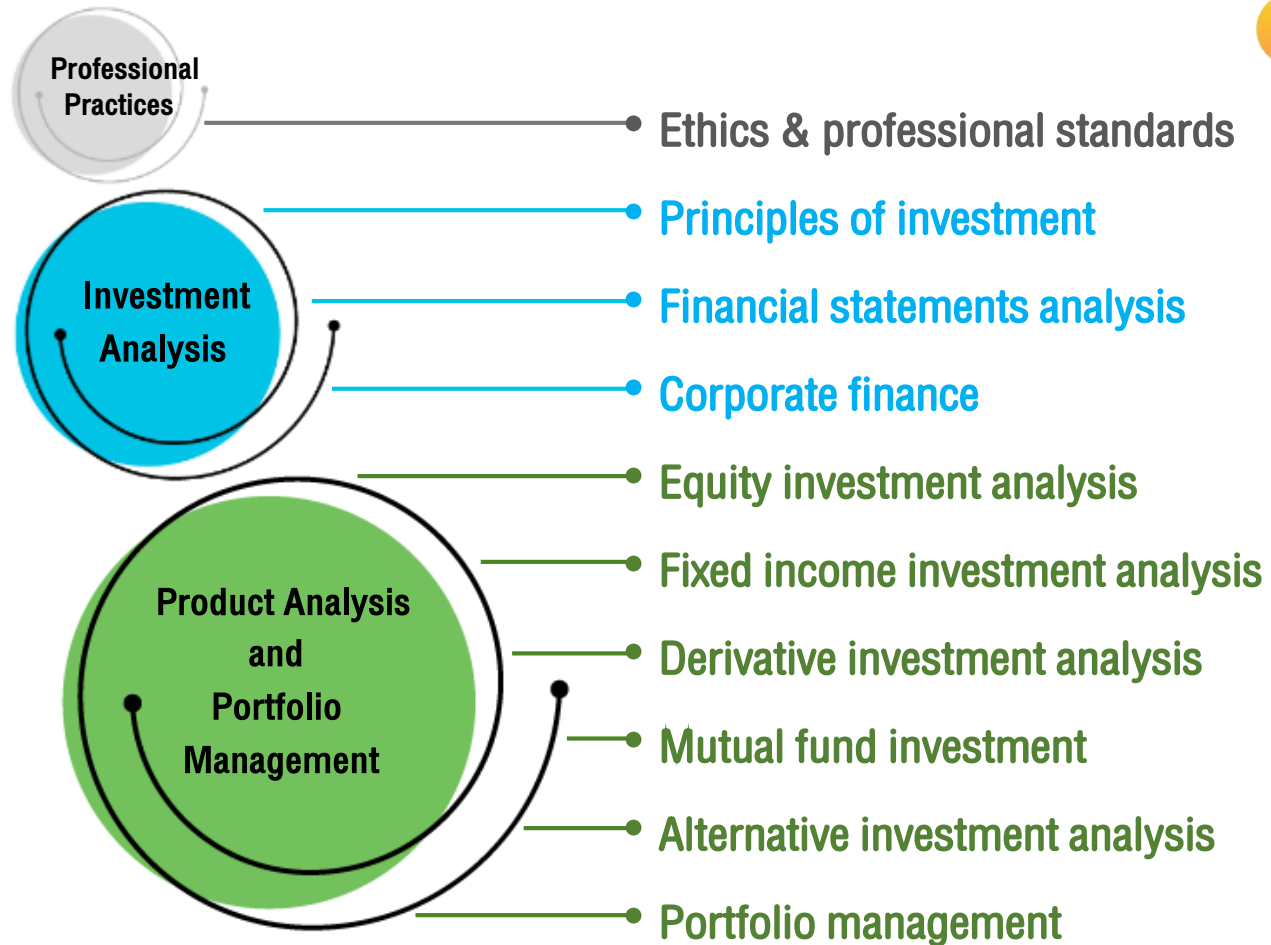 Professional
Practices
Ethics & professional standards
Investment
Analysis
Principles of investment
Financial statements analysis
Corporate finance
Product Analysis
and
Portfolio
Management
Equity investment analysis
Fixed income investment analysis
Derivative investment analysis
Mutual fund investment
Alternative investment analysis
Portfolio management